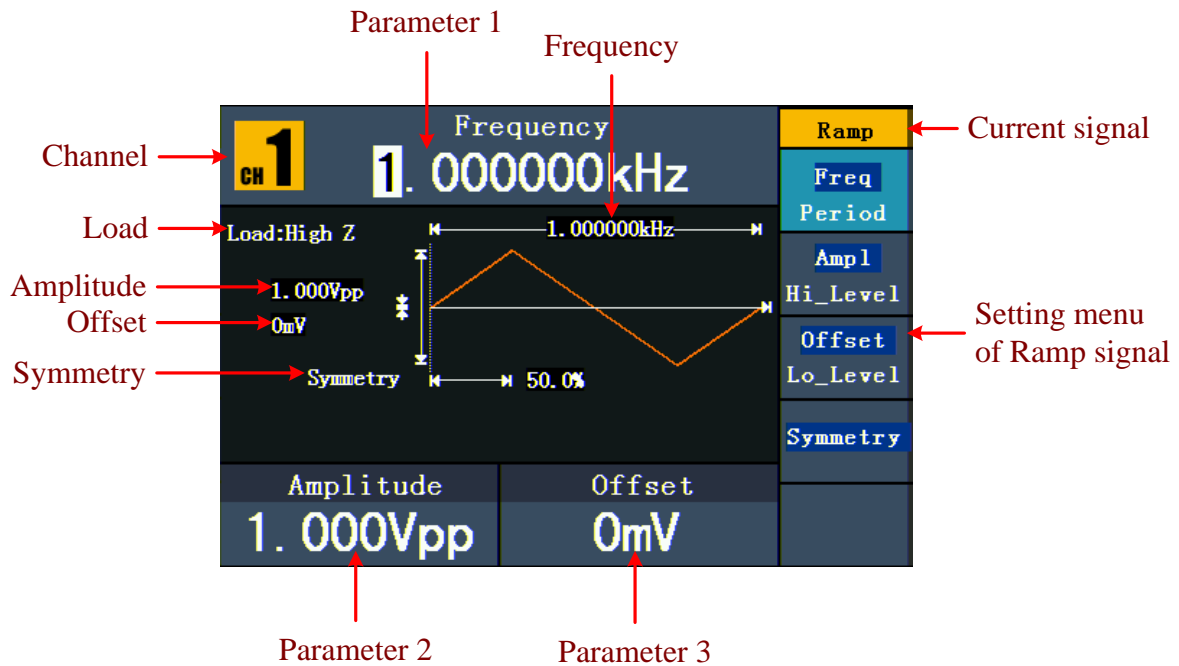 Parameter 1
Frequency
Channel
CH 1
Frequency
1.000000kHz
Ramp
Current signal
Freq
Period
Load
Load:High Z
1.000000kHz
Ampl
Hi_Level
Amplitude
1.000Vpp
Offset
0mV
Offset
Lo_Level
Setting menu
of Ramp signal
Symmetry
Symmetry
50.0%
Symmetry
Amplitude
1.000Vpp
Offset
0mV
Parameter 2
Parameter 3